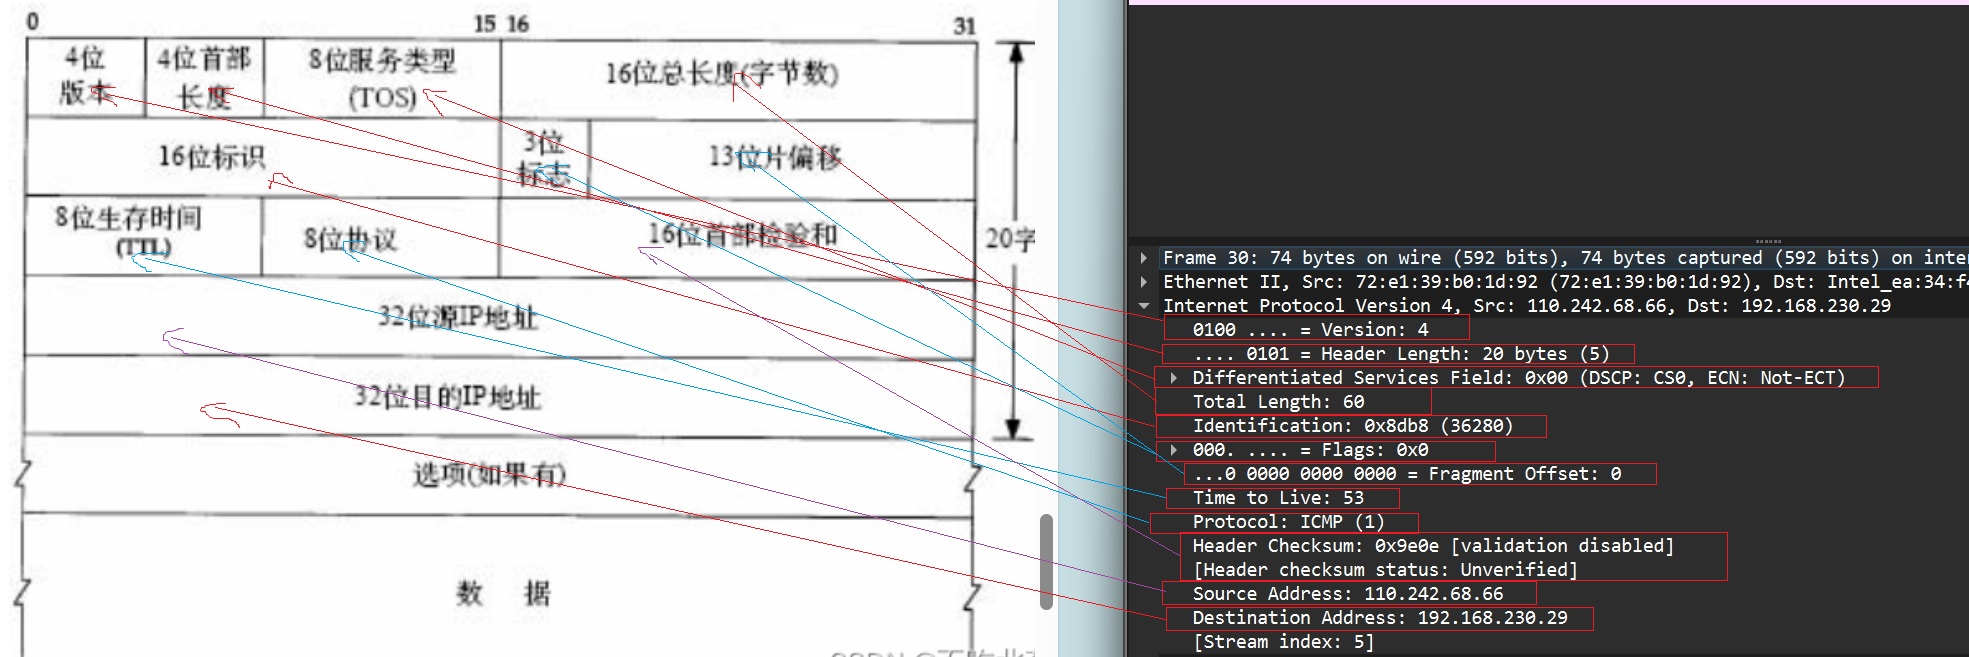 0 15 16 31
4位版本
4位首部长度
8位服务类型
(TOS)
16位总长度(字节数)
16位标识
3位标志
13位片偏移
8位生存时间
(TTL)
8位协议
16位首部检验和
20字
32位源IP地址
32位目的IP地址
选项(如果有)
数 据
Frame 30: 74 bytes on wire (592 bits), 74 bytes captured (592 bits) on inter
Ethernet II, Src: 72:e1:39:b0:1d:92 (72:e1:39:b0:1d:92), Dst: Intel_ea:34:f4
Internet Protocol Version 4, Src: 110.242.68.66, Dst: 192.168.230.29
0100 .... = Version: 4
.... 0101 = Header Length: 20 bytes (5)
Differentiated Services Field: 0x00 (DSCP: CS0, ECN: Not-ECT)
Total Length: 60
Identification: 0x8db8 (36280)
000. .... = Flags: 0x0
...0 0000 0000 0000 = Fragment Offset: 0
Time to Live: 53
Protocol: ICMP (1)
Header Checksum: 0x9e0e [validation disabled]
[Header checksum status: Unverified]
Source Address: 110.242.68.66
Destination Address: 192.168.230.29
[Stream index: 5]